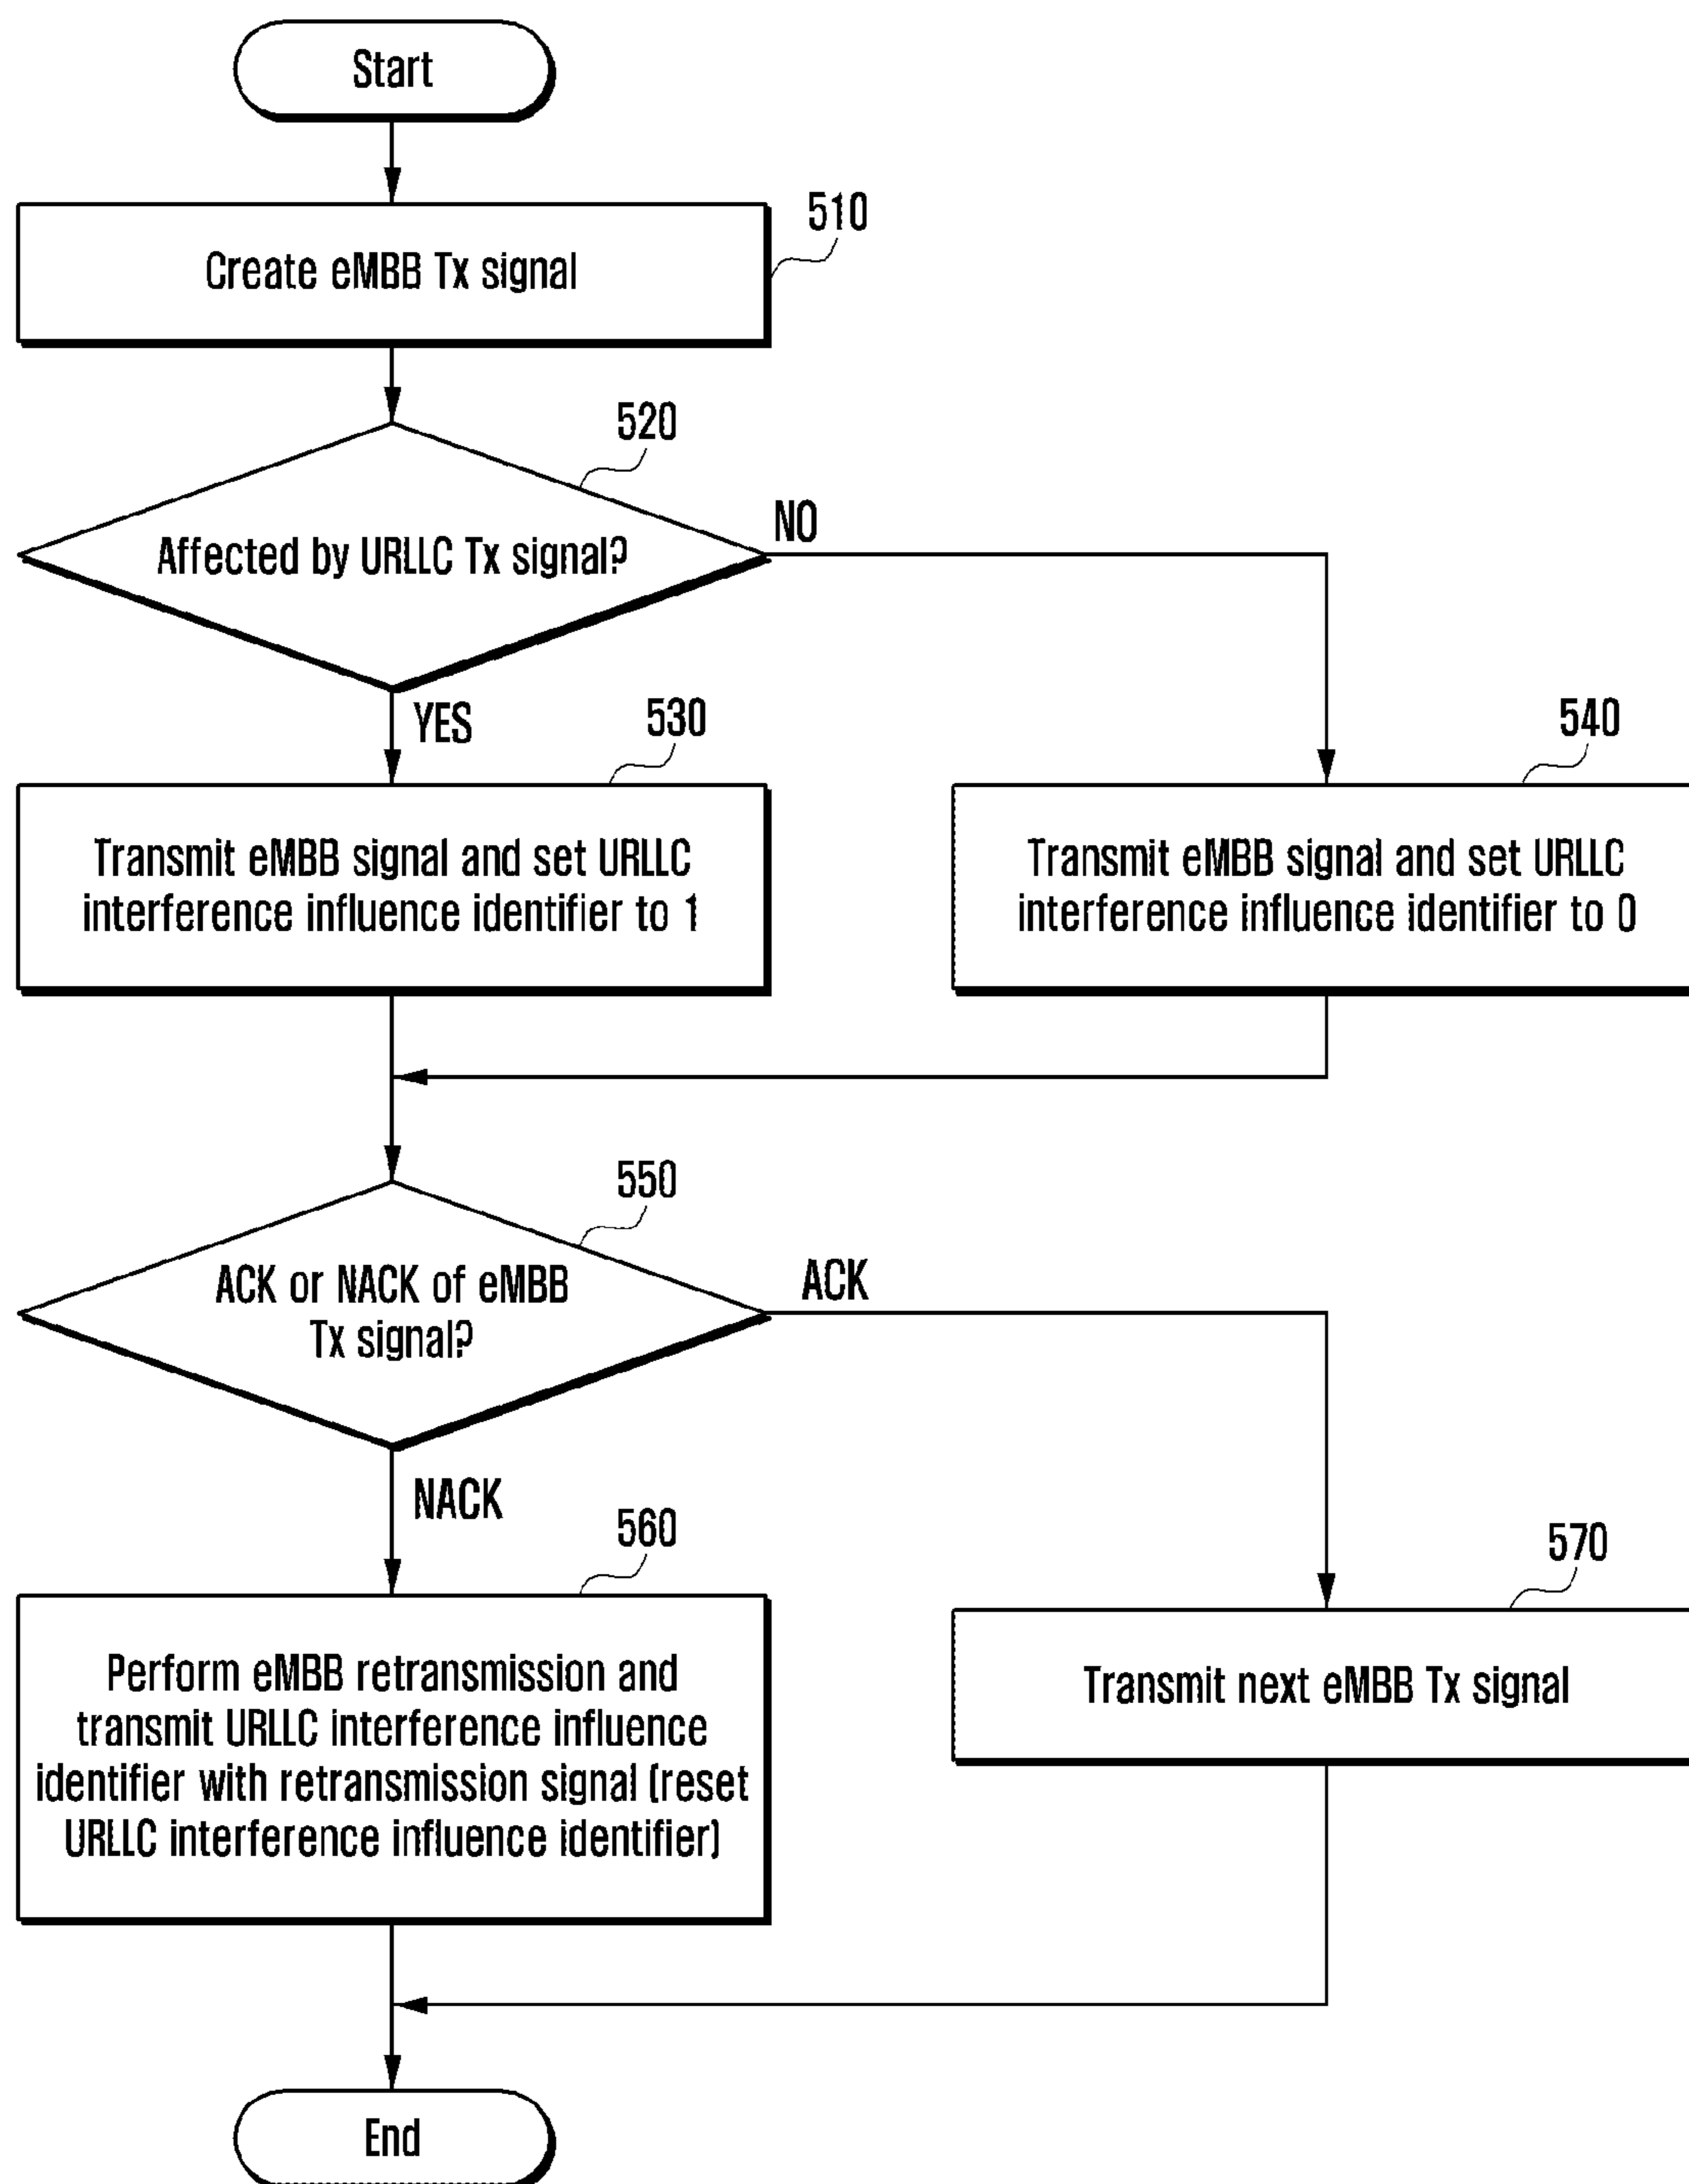 Start
510
Create eMBB Tx signal
520
Affected by URLLC Tx signal?
NO
YES
530
540
Transmit eMBB signal and set URLLC
interference influence identifier to 1
Transmit eMBB signal and set URLLC
interference influence identifier to 0
550
ACK or NACK of eMBB
Tx signal?
ACK
NACK
560
570
Perform eMBB retransmission and
transmit URLLC interference influence
identifier with retransmission signal (reset
URLLC interference influence identifier)
Transmit next eMBB Tx signal
End